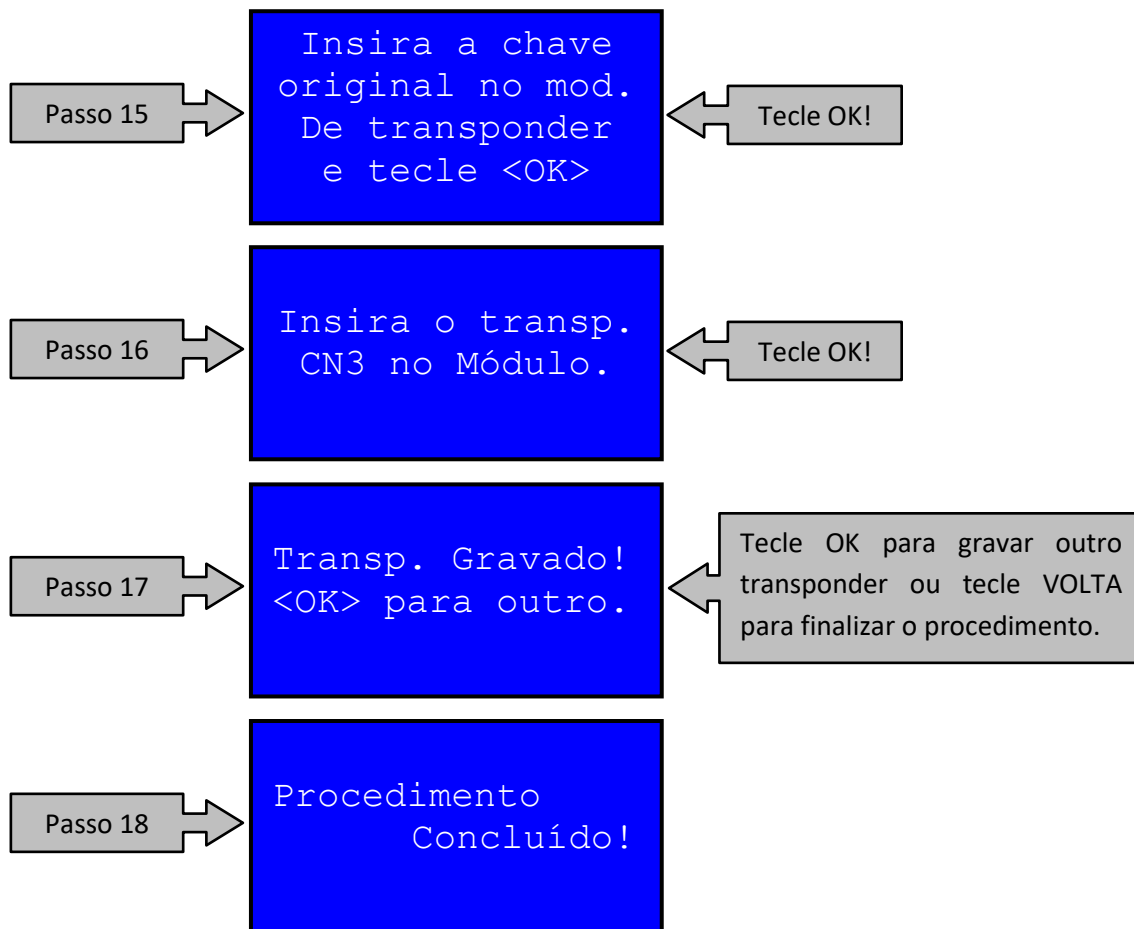 Passo 15
Insira a chave
original no mod.
De transponder
e tecle <OK>
Tecle OK!
Passo 16
Insira o transp.
CN3 no Módulo.
Tecle OK!
Passo 17
Transp. Gravado!
<OK> para outro.
Tecle OK para gravar outro
transponder ou tecle VOLTA
para finalizar o procedimento.
Passo 18
Procedimento
Concluído!